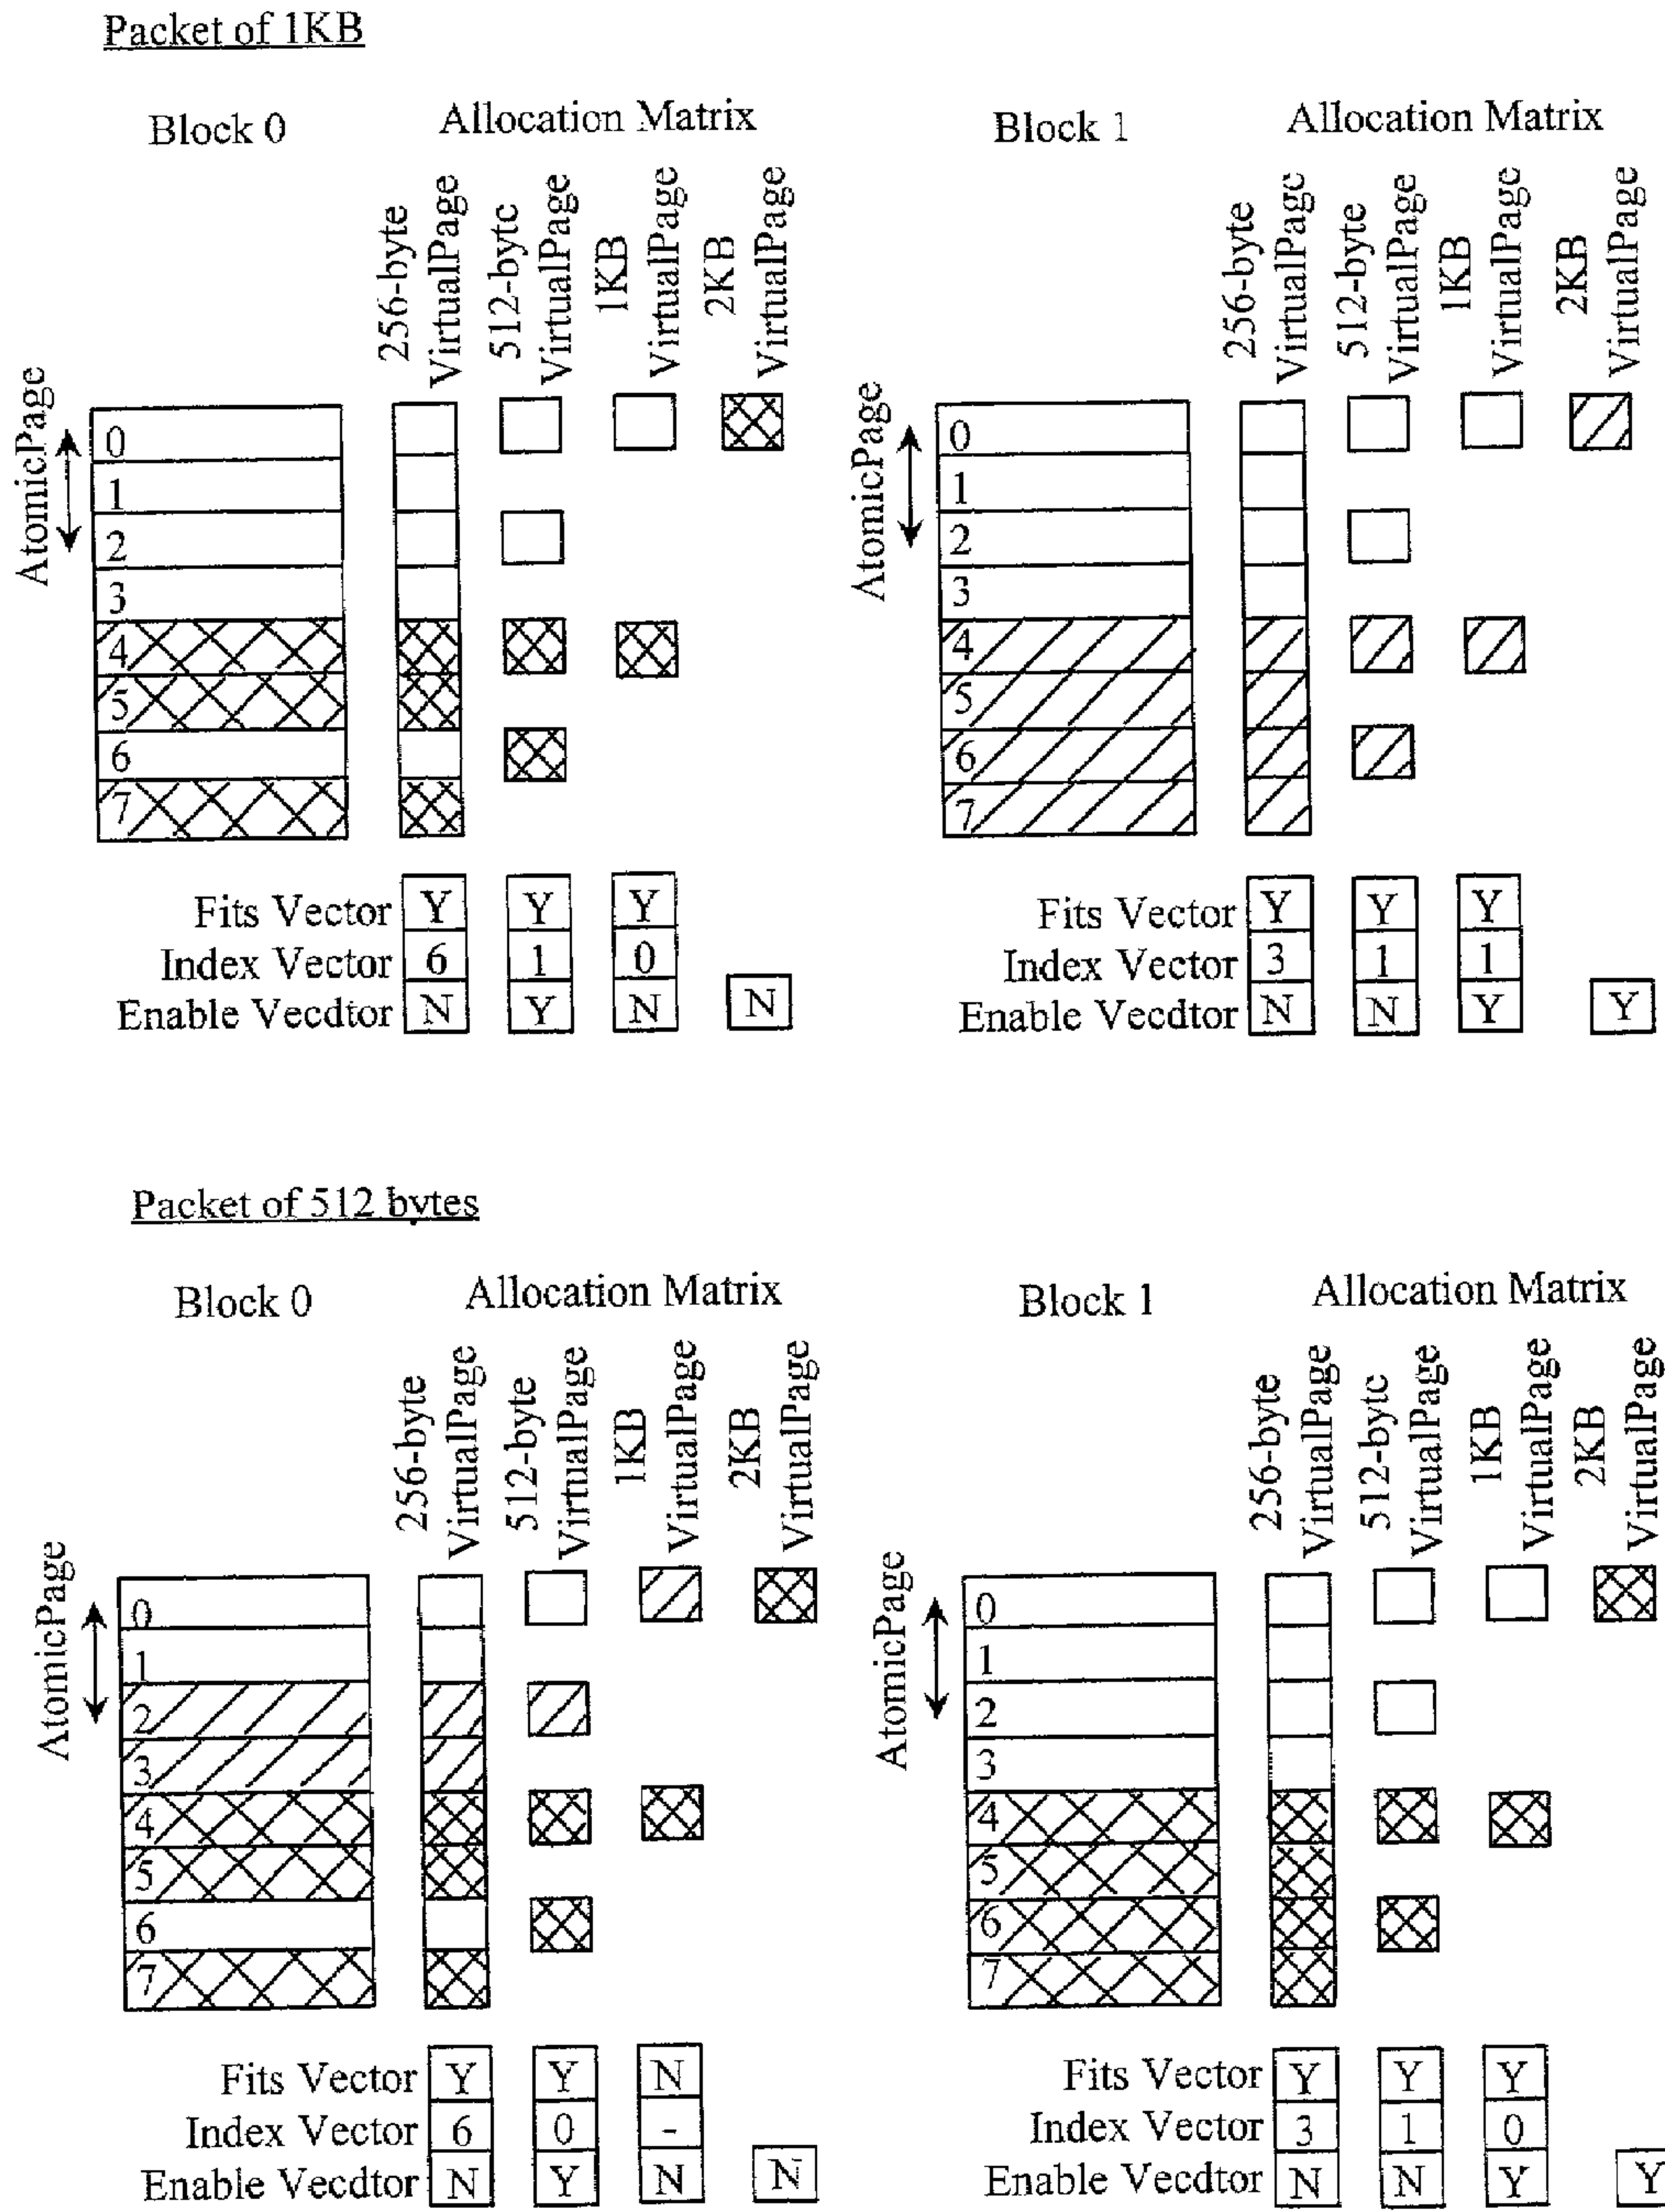 Packet of 1KB
Block 0
Allocation Matrix
Block 1
Allocation Matrix
256-byte VirtualPage
512-byte VirtualPage
1KB VirtualPage
2KB VirtualPage
256-byte VirtualPage
512-byte VirtualPage
1KB VirtualPage
2KB VirtualPage
AtomicPage
0
1
2
3
4
5
6
7
AtomicPage
0
1
2
3
4
5
6
7
Fits Vector Y Y Y
Index Vector 6 1 0
Enable Vecdtor N Y N N
Fits Vector Y Y Y
Index Vector 3 1 1
Enable Vecdtor N N Y Y
Packet of 512 bytes
Block 0
Allocation Matrix
Block 1
Allocation Matrix
256-byte VirtualPage
512-byte VirtualPage
1KB VirtualPage
2KB VirtualPage
256-byte VirtualPage
512-byte VirtualPage
1KB VirtualPage
2KB VirtualPage
AtomicPage
0
1
2
3
4
5
6
7
AtomicPage
0
1
2
3
4
5
6
7
Fits Vector Y Y N
Index Vector 6 0 -
Enable Vecdtor N Y N N
Fits Vector Y Y Y
Index Vector 3 1 0
Enable Vecdtor N N Y Y